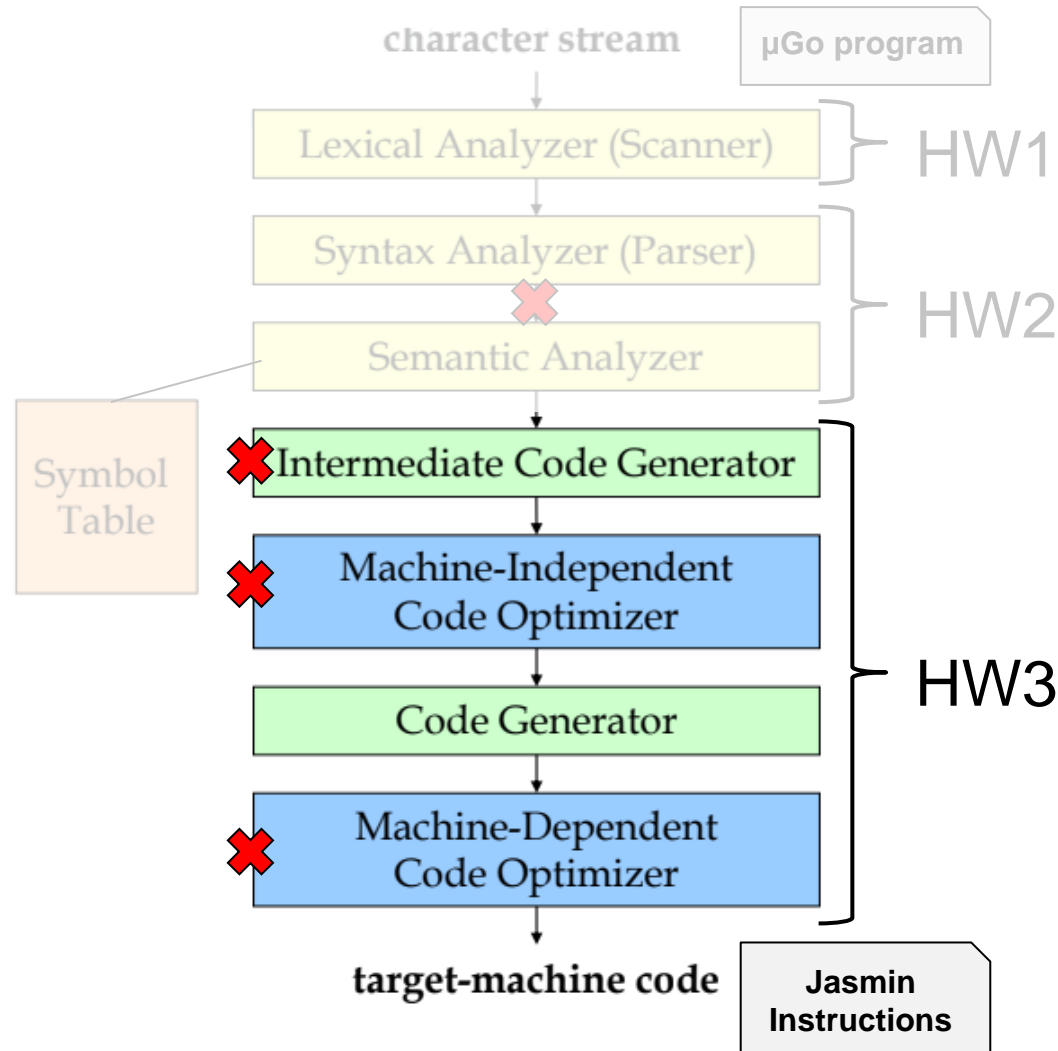 character stream
μGo program
Lexical Analyzer (Scanner)
HW1
Syntax Analyzer (Parser)
HW2
Semantic Analyzer
Symbol
Table
Intermediate Code Generator
Machine-Independent
Code Optimizer
HW3
Code Generator
Machine-Dependent
Code Optimizer
target-machine code
Jasmin
Instructions